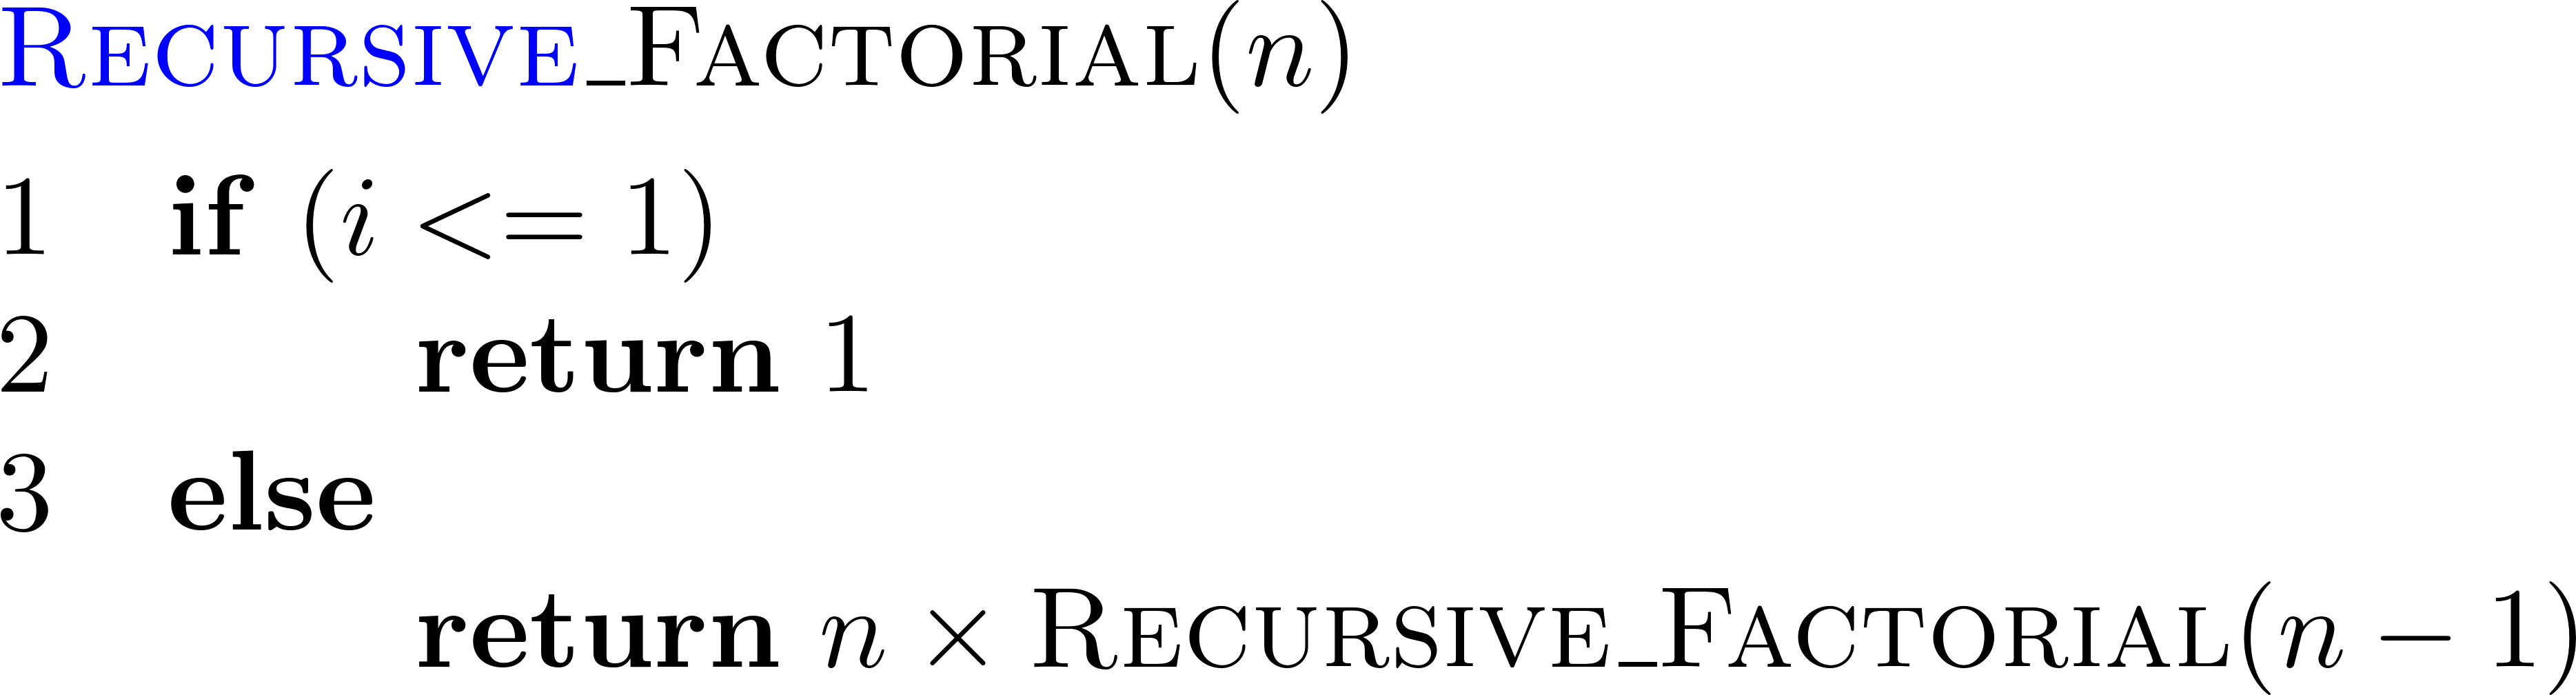 RECURSIVE_FACTORIAL(n)
1 if (i <= 1)
2 return 1
3 else
return n × RECURSIVE_FACTORIAL(n − 1)